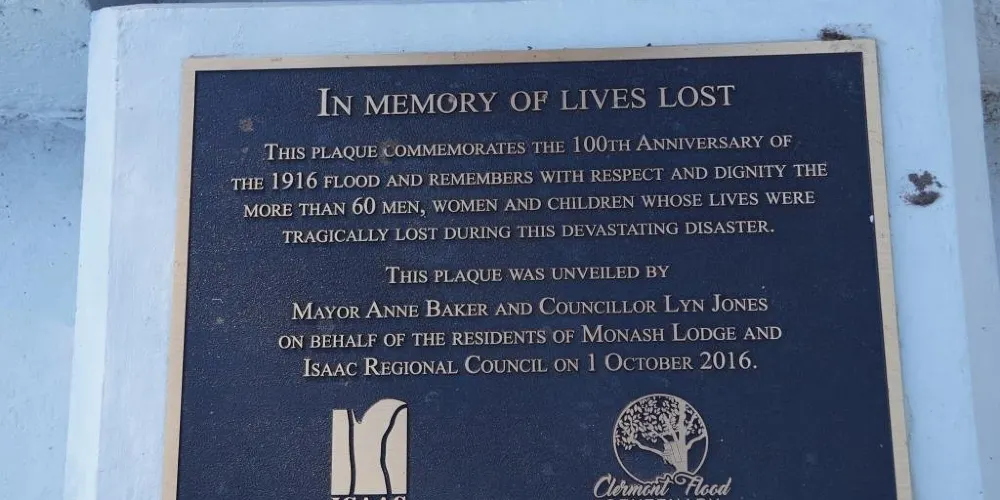 IN MEMORY OF LIVES LOST
THIS PLAQUE COMMEMORATES THE 100TH ANNIVERSARY OF
THE 1916 FLOOD AND REMEMBERS WITH RESPECT AND DIGNITY THE
MORE THAN 60 MEN, WOMEN AND CHILDREN WHOSE LIVES WERE
TRAGICALLY LOST DURING THIS DEVASTATING DISASTER.
THIS PLAQUE WAS UNVEILED BY
MAYOR ANNE BAKER AND COUNCILLOR LYN JONES
ON BEHALF OF THE RESIDENTS OF MONASH LODGE AND
ISAAC REGIONAL COUNCIL ON 1 OCTOBER 2016.
ISAAC
Clermont Flood